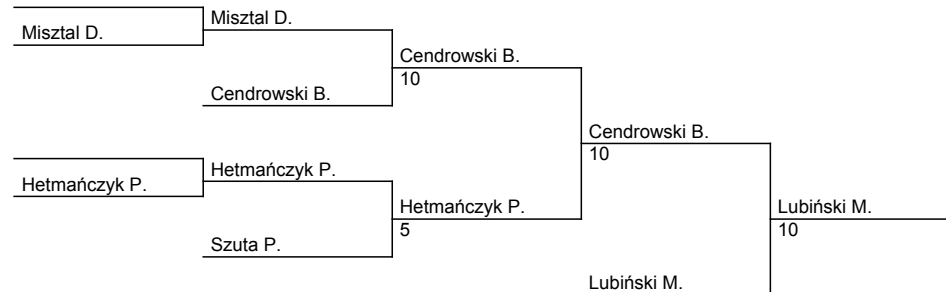 Misztal D.
Misztal D.
Cendrowski B.
10
Cendrowski B.
Cendrowski B.
10
Hetmańczyk P.
Hetmańczyk P.
Hetmańczyk P.
5
Lubiński M.
10
Szuta P.
Lubiński M.